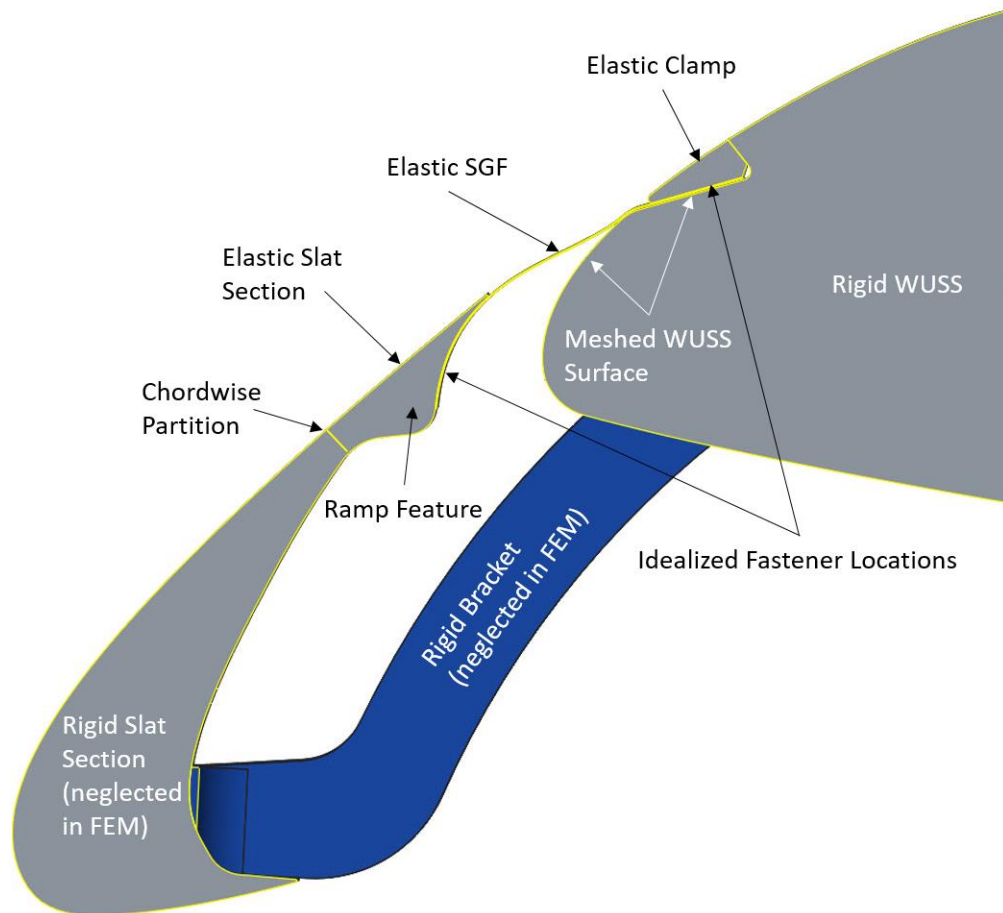 Elastic Clamp
Elastic SGF
Elastic Slat
Section
Rigid WUSS
Meshed WUSS
Surface
Chordwise
Partition
Ramp Feature
Idealized Fastener Locations
Rigid Bracket
(neglected in FEM)
Rigid Slat
Section
(neglected
in FEM)